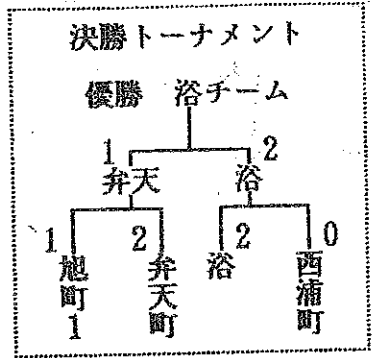 決勝トーナメント
優勝 浴チーム
1 2
弁天 浴
1 2 2 0
旭町1 弁天町 浴 西浦町